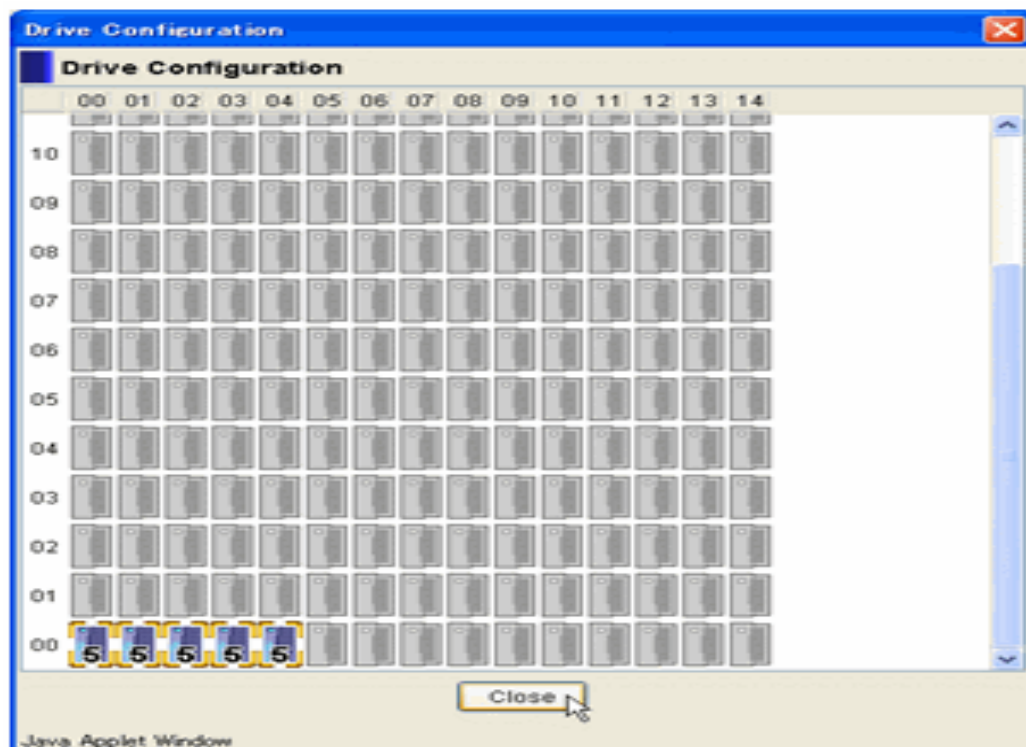 Drive Configuration
Drive Configuration
00 01 02 03 04 05 06 07 08 09 10 11 12 13 14
10
09
08
07
06
05
04
03
02
01
00 5 5 5 5 5
Close
Java Applet Window